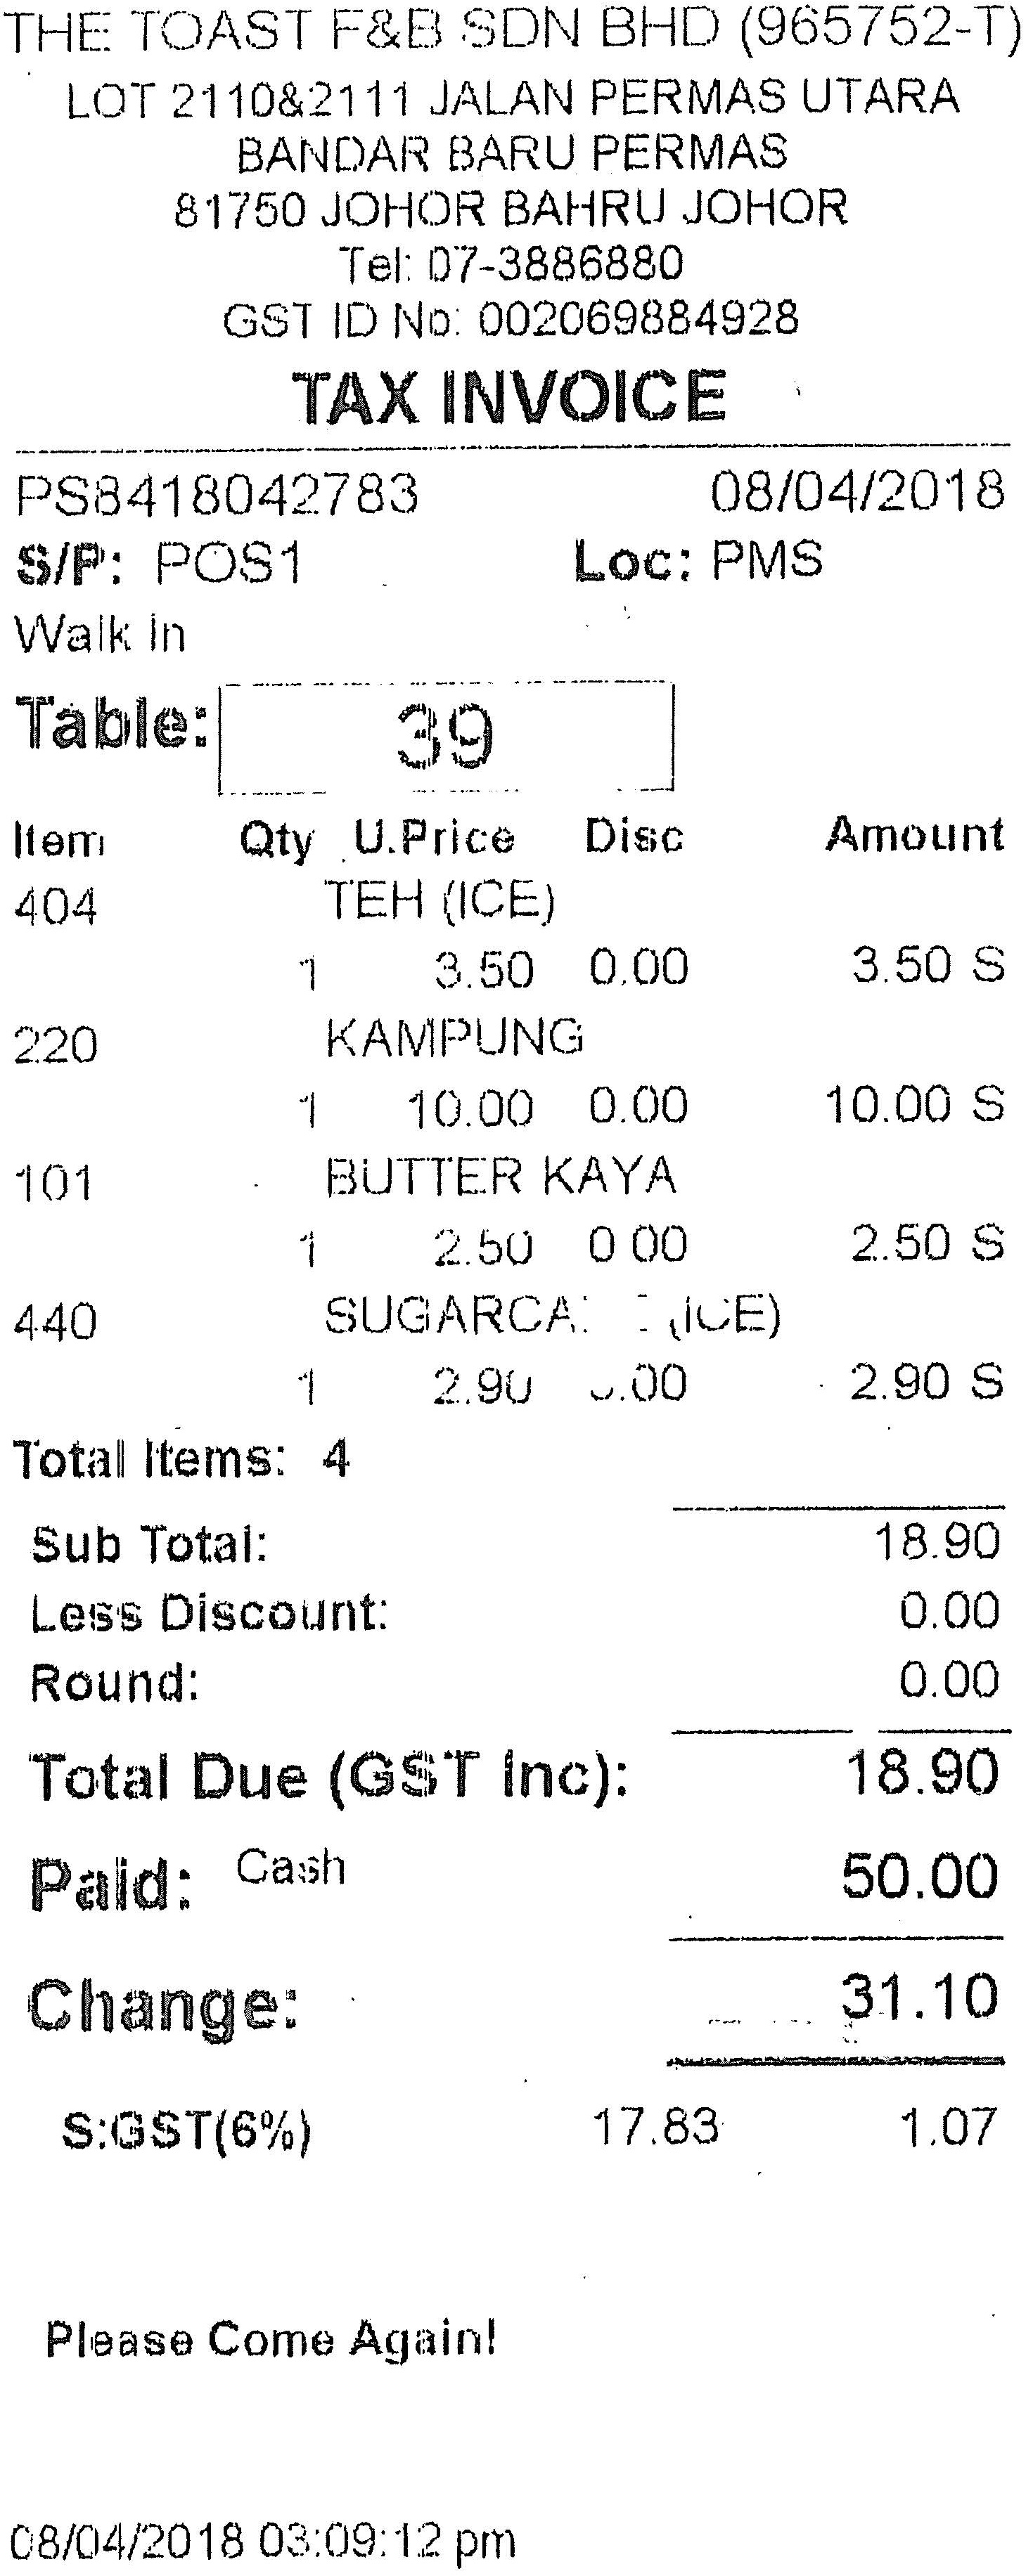 THE TOAST F&B SDN BHD (965752-T)
LOT 2110&2111 JALAN PERMAS UTARA
BANDAR BARU PERMAS
81750 JOHOR BAHRU JOHOR
Tel: 07-3886880
GST ID No: 002069884928
TAX INVOICE
PS8418042783 08/04/2018
S/P: POS1 Loc: PMS
Walk in
Table: 39
Item Qty U.Price Disc Amount
404 TEH (ICE)
1 3.50 0.00 3.50 S
220 KAMPUNG
1 10.00 0.00 10.00 S
101 BUTTER KAYA
1 2.50 0.00 2.50 S
440 (ICE)
1 2.90 0.00 2.90 S
Total Items: 4
Sub Total: 18.90
Less Discount: 0.00
Round: 0.00
Total Due (GST Inc): 18.90
Paid: Cash 50.00
Change: 31.10
S:GST(6%) 17.83 1.07
Please Come Again!
08/04/2018 03:09:12 pm